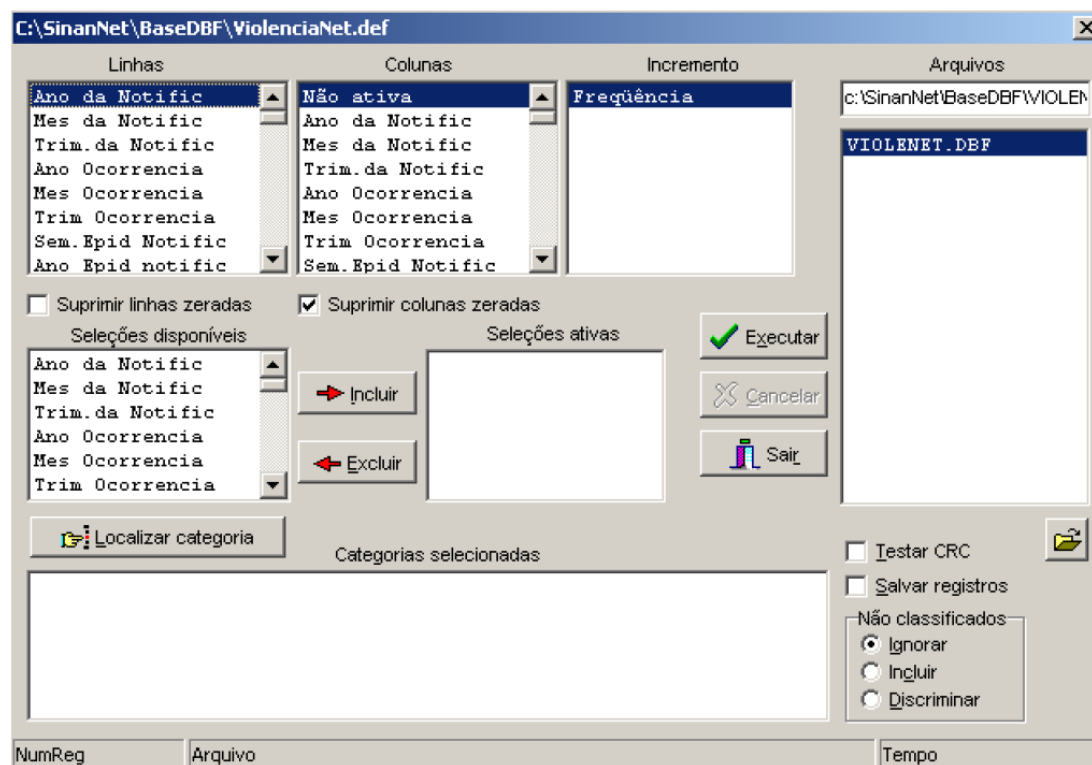 C:\SinanNet\BaseDBF\ViolenciaNet.def
Linhas
Ano da Notific
Mes da Notific
Trim.da Notific
Ano Ocorrencia
Mes Ocorrencia
Trim Ocorrencia
Sem.Epid Notific
Ano Epid notific
Colunas
Não ativa
Ano da Notific
Mes da Notific
Trim.da Notific
Ano Ocorrencia
Mes Ocorrencia
Trim Ocorrencia
Sem.Epid Notific
Incremento
Freqüência
Arquivos
c:\SinanNet\BaseDBF\VIOLEN
VIOLENET.DBF
Suprimir linhas zeradas
Suprimir colunas zeradas
Seleções disponíveis
Ano da Notific
Mes da Notific
Trim.da Notific
Ano Ocorrencia
Mes Ocorrencia
Trim Ocorrencia
Incluir
Excluir
Seleções ativas
Executar
Cancelar
Sair
Localizar categoria
Categorias selecionadas
Testar CRC
Salvar registros
Não classificados
Ignorar
Incluir
Discriminar
NumReg
Arquivo
Tempo